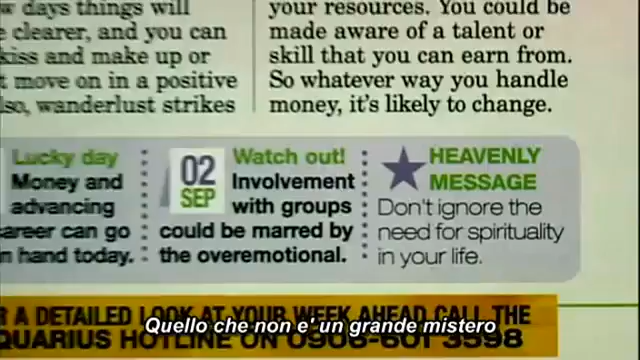 w days things will
e clearer, and you can
kiss and make up or
t move on in a positive
lso, wanderlust strikes
your resources. You could be
made aware of a talent or
skill that you can earn from.
So whatever way you handle
money, it's likely to change.
Lucky day
Money and
advancing
career can go
n hand today.
02
SEP
Watch out!
Involvement
with groups
could be marred by
the overemotional.
HEAVENLY
MESSAGE
Don't ignore the
need for spirituality
in your life.
R A DETAILED LOOK AT YOUR WEEK AHEAD CALL THE
QUARIUS HOTLINE ON 0906-601 3598
Quello che non e' un grande mistero